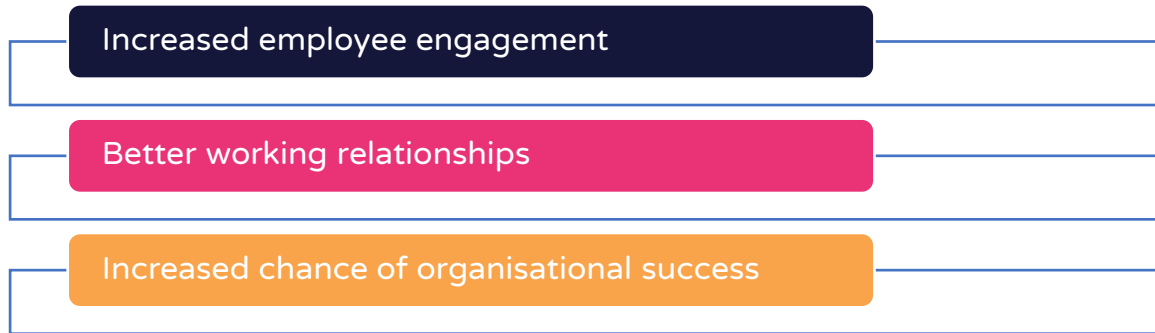 Increased employee engagement
Better working relationships
Increased chance of organisational success